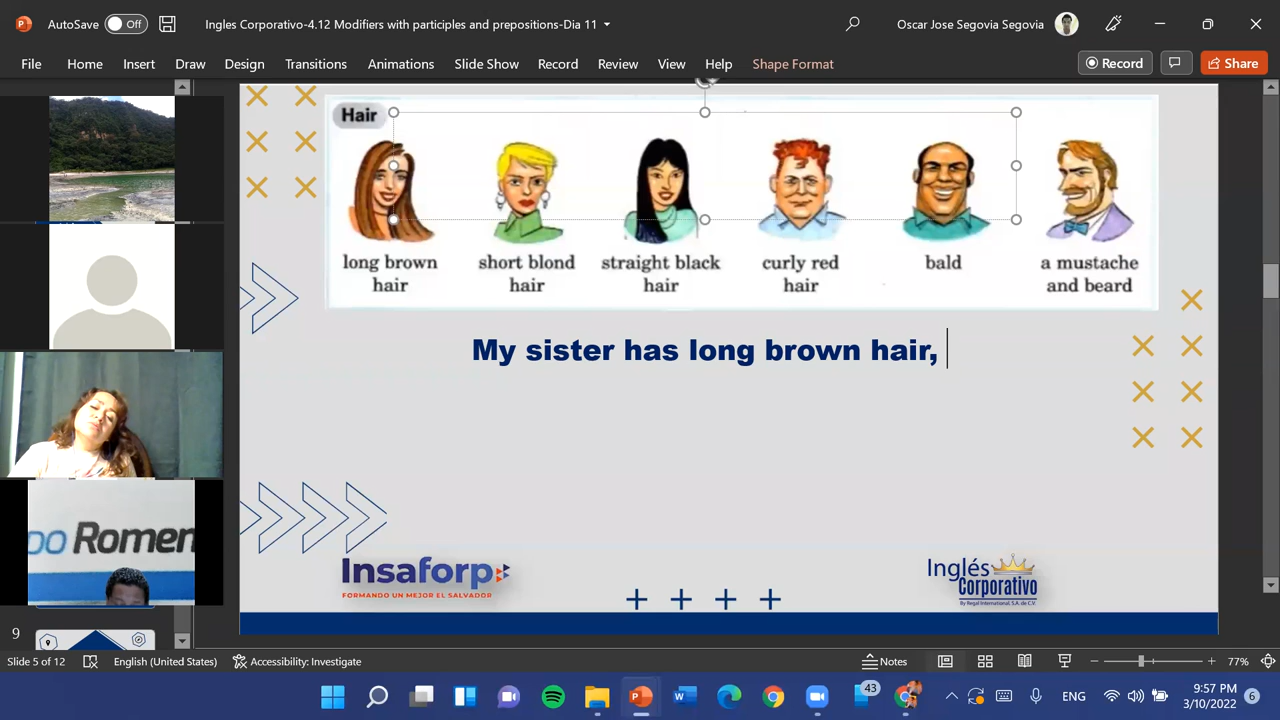 AutoSave Off
Ingles Corporativo-4.12 Modifiers with participles and prepositions-Dia 11
Oscar Jose Segovia Segovia
File Home Insert Draw Design Transitions Animations Slide Show Record Review View Help Shape Format
Record
Share
Hair
long brown hair
short blond hair
straight black hair
curly red hair
bald
a mustache and beard
My sister has long brown hair,
oo Romen
Insaforp
FORMANDO UN MEJOR EL SALVADOR
Inglés
Corporativo
By Regal International, S.A. de C.V.
9
Slide 5 of 12 English (United States) Accessibility: Investigate Notes 77%
43
ENG
9:57 PM
3/10/2022
6